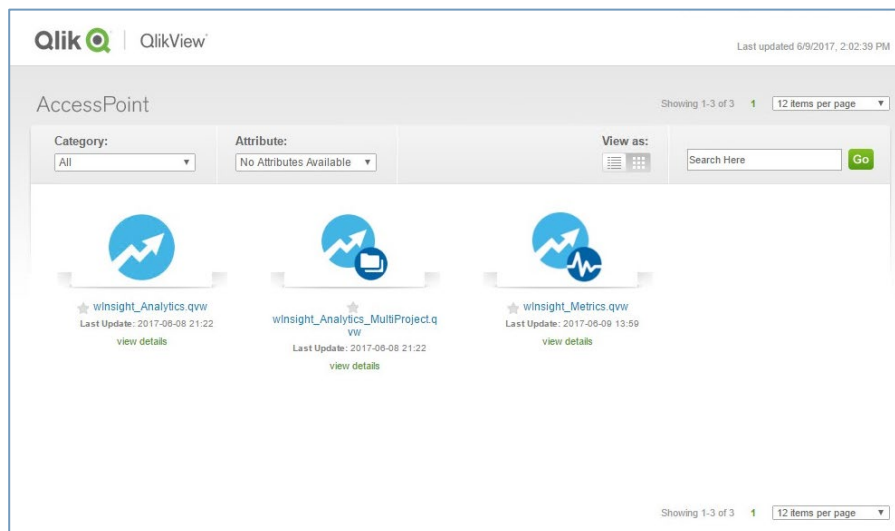 Qlik QlikView
Last updated 6/9/2017, 2:02:39 PM
AccessPoint
Showing 1-3 of 3 1 12 items per page
Category: Attribute: View as:
All No Attributes Available Search Here Go
wInsight_Analytics.qvw
Last Update: 2017-06-08 21:22
view details
wInsight_Analytics_MultiProject.q
vw
Last Update: 2017-06-08 21:22
view details
wInsight_Metrics.qvw
Last Update: 2017-06-09 13:59
view details
Showing 1-3 of 3 1 12 items per page